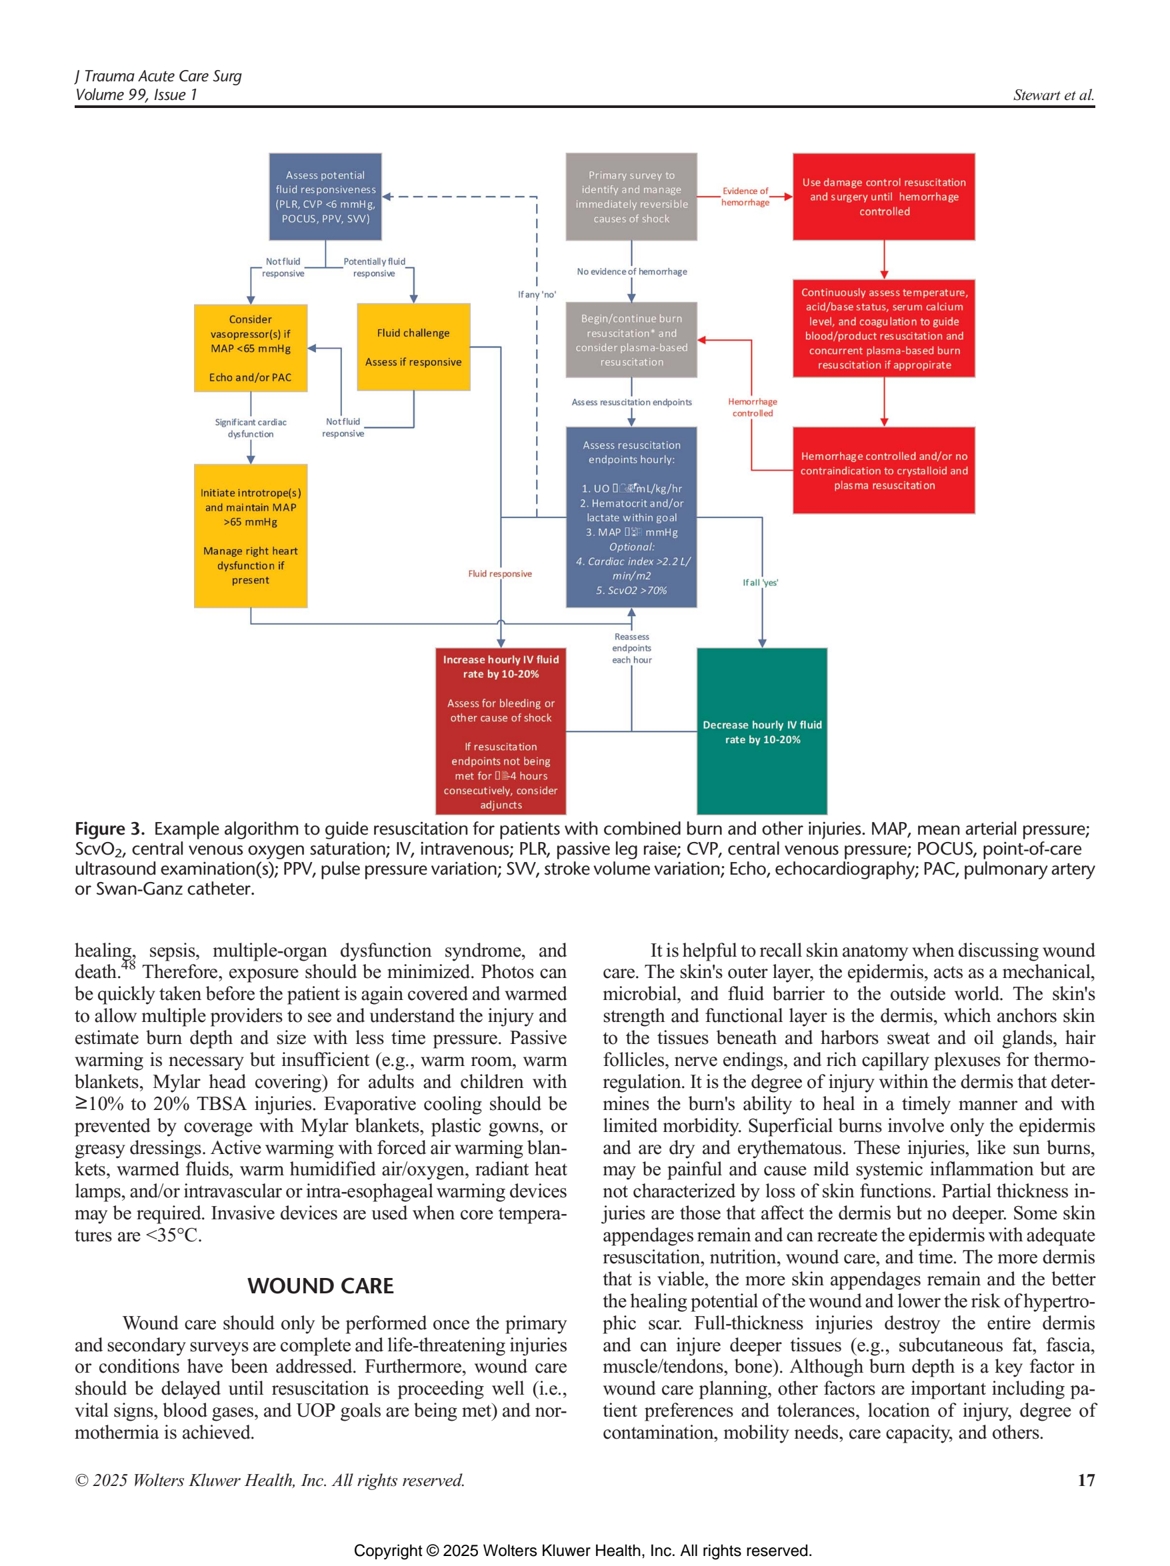 J Trauma Acute Care Surg
Volume 99, Issue 1
Stewart et al.
Assess potential
fluid responsiveness
(PLR, CVP <6 mmHg,
POCUS, PPV, SVV)
Primary survey to
identify and manage
immediately reversible
causes of shock
Evidence of
hemorrhage
Use damage control resuscitation
and surgery until hemorrhage
controlled
Not fluid
responsive
Potentially fluid
responsive
No evidence of hemorrhage
If any 'no'
Continuously assess temperature,
acid/base status, serum calcium
level, and coagulation to guide
blood/product resuscitation and
concurrent plasma-based burn
resuscitation if appropirate
Consider
vasopressor(s) if
MAP <65 mmHg
Echo and/or PAC
Fluid challenge
Assess if responsive
Begin/continue burn
resuscitation* and
consider plasma-based
resuscitation
Assess resuscitation endpoints
Hemorrhage
controlled
Significant cardiac
dysfunction
Not fluid
responsive
Hemorrhage controlled and/or no
contraindication to crystalloid and
plasma resuscitation
Assess resuscitation
endpoints hourly:
1. UO mL/kg/hr
2. Hematocrit and/or
lactate within goal
3. MAP mmHg
Optional:
4. Cardiac index >2.2 L/
min/m2
5. ScvO2 >70%
Initiate introtrope(s)
and maintain MAP
>65 mmHg
Manage right heart
dysfunction if
present
Fluid responsive
If all 'yes'
Reassess
endpoints
each hour
Increase hourly IV fluid
rate by 10-20%
Assess for bleeding or
other cause of shock
If resuscitation
endpoints not being
met for -4 hours
consecutively, consider
adjuncts
Decrease hourly IV fluid
rate by 10-20%
Figure 3. Example algorithm to guide resuscitation for patients with combined burn and other injuries. MAP, mean arterial pressure;
ScvO2, central venous oxygen saturation; IV, intravenous; PLR, passive leg raise; CVP, central venous pressure; POCUS, point-of-care
ultrasound examination(s); PPV, pulse pressure variation; SVV, stroke volume variation; Echo, echocardiography; PAC, pulmonary artery
or Swan-Ganz catheter.
healing, sepsis, multiple-organ dysfunction syndrome, and
death.48 Therefore, exposure should be minimized. Photos can
be quickly taken before the patient is again covered and warmed
to allow multiple providers to see and understand the injury and
estimate burn depth and size with less time pressure. Passive
warming is necessary but insufficient (e.g., warm room, warm
blankets, Mylar head covering) for adults and children with
≥10% to 20% TBSA injuries. Evaporative cooling should be
prevented by coverage with Mylar blankets, plastic gowns, or
greasy dressings. Active warming with forced air warming blan-
kets, warmed fluids, warm humidified air/oxygen, radiant heat
lamps, and/or intravascular or intra-esophageal warming devices
may be required. Invasive devices are used when core tempera-
tures are <35°C.
WOUND CARE
Wound care should only be performed once the primary
and secondary surveys are complete and life-threatening injuries
or conditions have been addressed. Furthermore, wound care
should be delayed until resuscitation is proceeding well (i.e.,
vital signs, blood gases, and UOP goals are being met) and nor-
mothermia is achieved.
It is helpful to recall skin anatomy when discussing wound
care. The skin's outer layer, the epidermis, acts as a mechanical,
microbial, and fluid barrier to the outside world. The skin's
strength and functional layer is the dermis, which anchors skin
to the tissues beneath and harbors sweat and oil glands, hair
follicles, nerve endings, and rich capillary plexuses for thermo-
regulation. It is the degree of injury within the dermis that deter-
mines the burn's ability to heal in a timely manner and with
limited morbidity. Superficial burns involve only the epidermis
and are dry and erythematous. These injuries, like sun burns,
may be painful and cause mild systemic inflammation but are
not characterized by loss of skin functions. Partial thickness in-
juries are those that affect the dermis but no deeper. Some skin
appendages remain and can recreate the epidermis with adequate
resuscitation, nutrition, wound care, and time. The more dermis
that is viable, the more skin appendages remain and the better
the healing potential of the wound and lower the risk of hypertro-
phic scar. Full-thickness injuries destroy the entire dermis
and can injure deeper tissues (e.g., subcutaneous fat, fascia,
muscle/tendons, bone). Although burn depth is a key factor in
wound care planning, other factors are important including pa-
tient preferences and tolerances, location of injury, degree of
contamination, mobility needs, care capacity, and others.
© 2025 Wolters Kluwer Health, Inc. All rights reserved.
17
Copyright © 2025 Wolters Kluwer Health, Inc. All rights reserved.